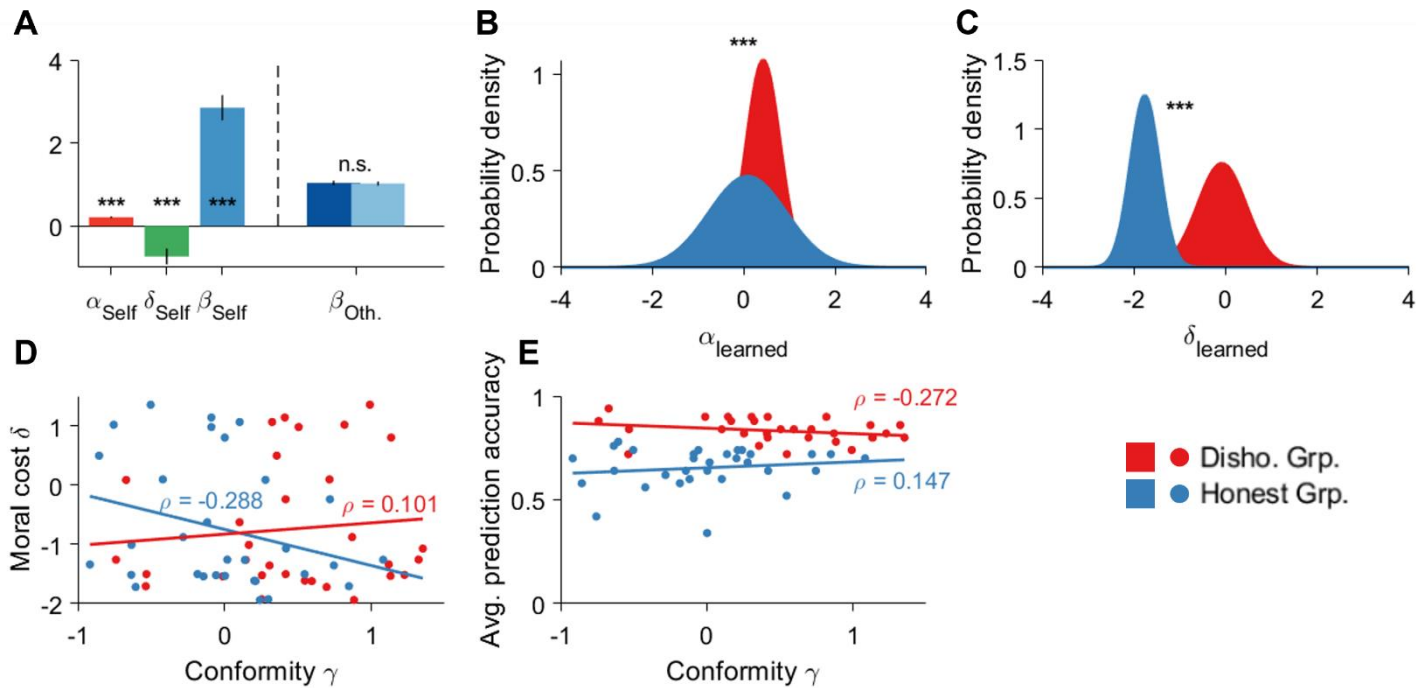 A
4
2
0
***
***
***
n.s.
αSelf δSelf βSelf
βOth.
B
Probability density
1
0.5
0
***
-4 -2 0 2 4
αlearned
C
Probability density
1.5
1
0.5
0
***
-4 -2 0 2 4
δlearned
D
Moral cost δ
1
0
-1
-2
ρ = -0.288
ρ = 0.101
-1 0 1
Conformity γ
E
Avg. prediction accuracy
1
0.5
0
ρ = -0.272
ρ = 0.147
-1 0 1
Conformity γ
Disho. Grp.
Honest Grp.